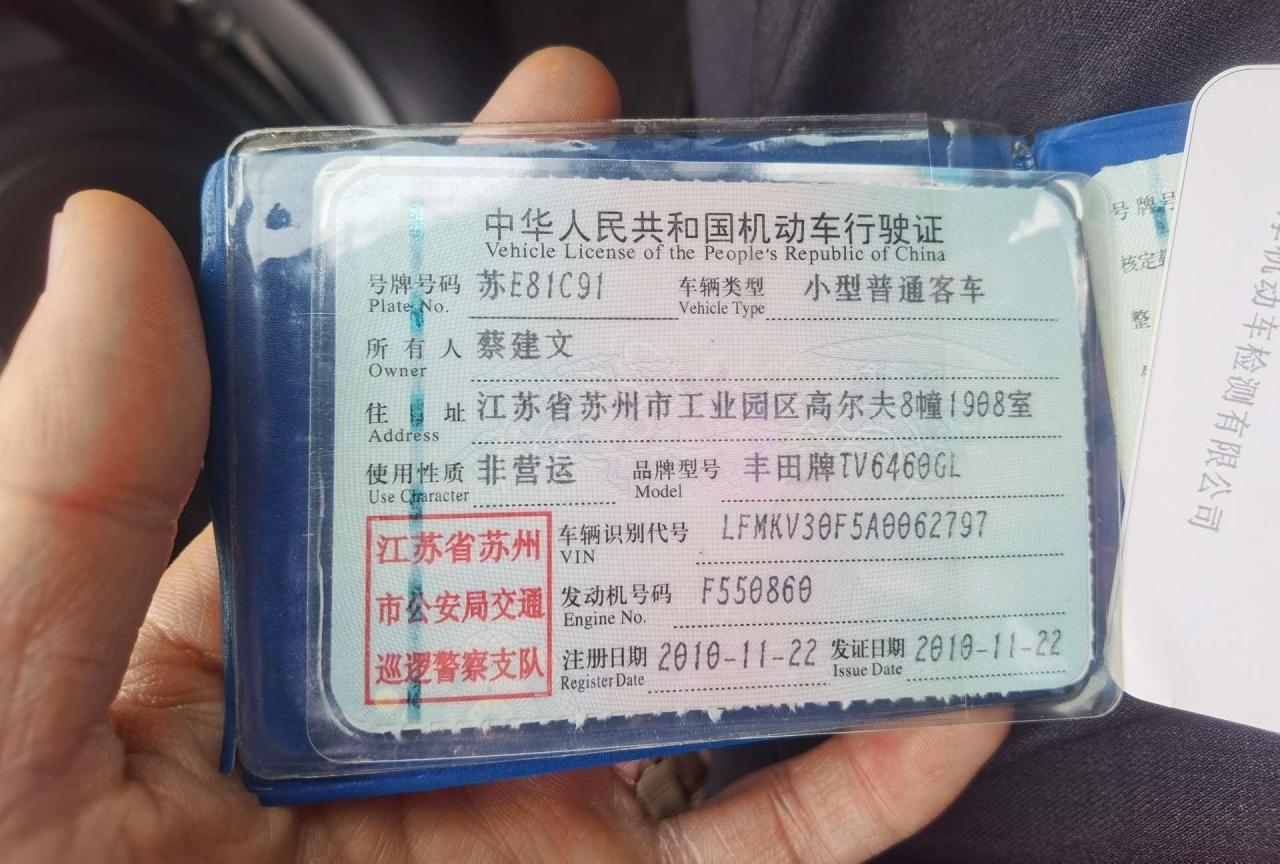 中华人民共和国机动车行驶证
Vehicle License of the People's Republic of China
号牌号码 苏E81C91 车辆类型 小型普通客车
Plate No. Vehicle Type
所有人 蔡建文
Owner
住址 江苏省苏州市工业园区高尔夫8幢1908室
Address
使用性质 非营运 品牌型号 丰田牌TV6460GL
Use Character Model
江苏省苏州
市公安局交通
巡逻警察支队
车辆识别代号 LFMKV30F5A0062797
VIN
发动机号码 F550860
Engine No.
注册日期 2010-11-22 发证日期 2010-11-22
Register Date Issue Date
号牌号
核定
整
机动车检测有限公司